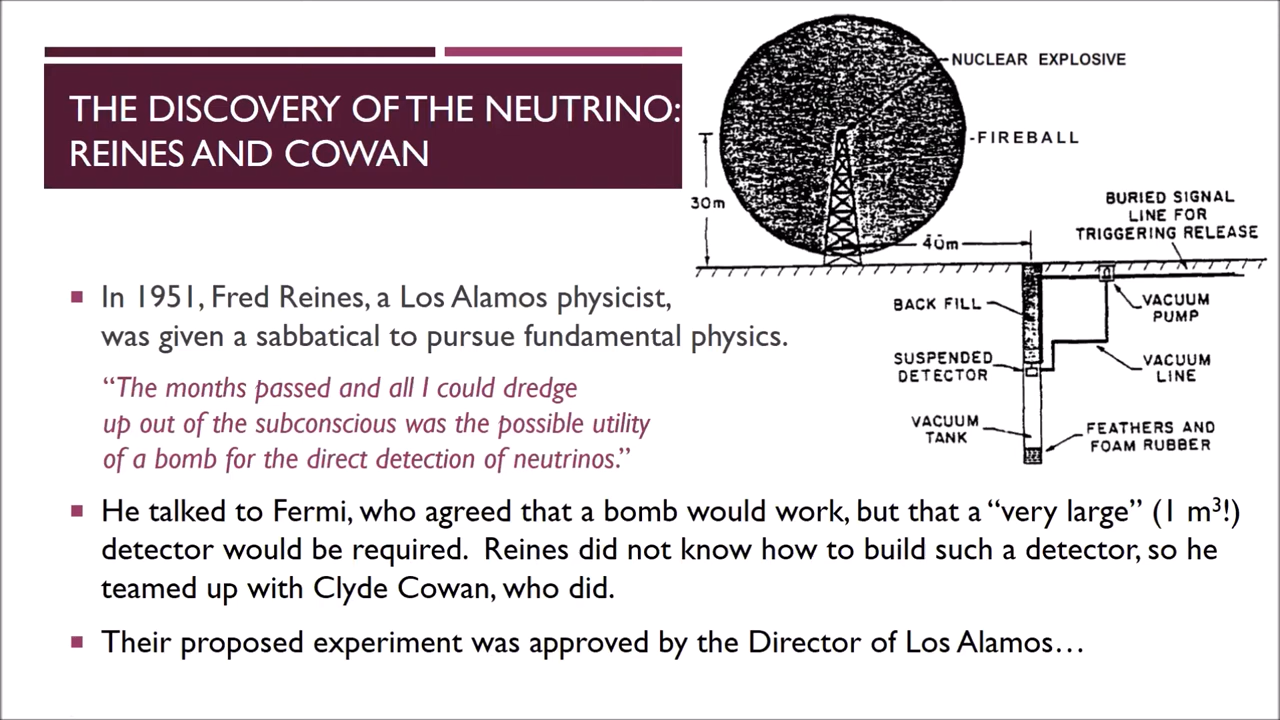 THE DISCOVERY OF THE NEUTRINO:
REINES AND COWAN
NUCLEAR EXPLOSIVE
-FIREBALL
30m
40m
BURIED SIGNAL
LINE FOR
TRIGGERING RELEASE
BACK FILL
VACUUM
PUMP
SUSPENDED
DETECTOR
VACUUM
LINE
VACUUM
TANK
FEATHERS AND
FOAM RUBBER
In 1951, Fred Reines, a Los Alamos physicist,
was given a sabbatical to pursue fundamental physics.
“The months passed and all I could dredge
up out of the subconscious was the possible utility
of a bomb for the direct detection of neutrinos.”
He talked to Fermi, who agreed that a bomb would work, but that a “very large” (1 m³!)
detector would be required. Reines did not know how to build such a detector, so he
teamed up with Clyde Cowan, who did.
Their proposed experiment was approved by the Director of Los Alamos…